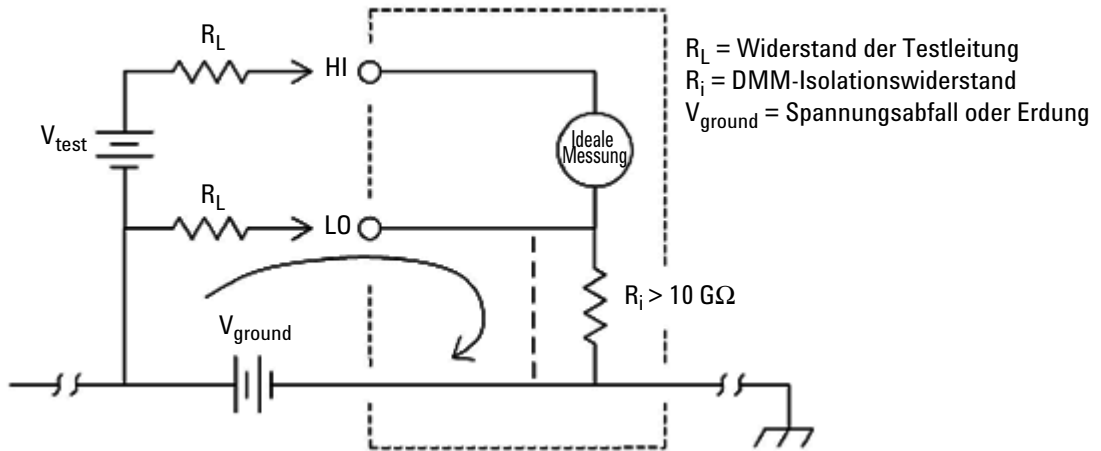 R_L
HI
R_L = Widerstand der Testleitung
R_i = DMM-Isolationswiderstand
V_ground = Spannungsabfall oder Erdung
V_test
Ideale
Messung
R_L
LO
R_i > 10 GΩ
V_ground